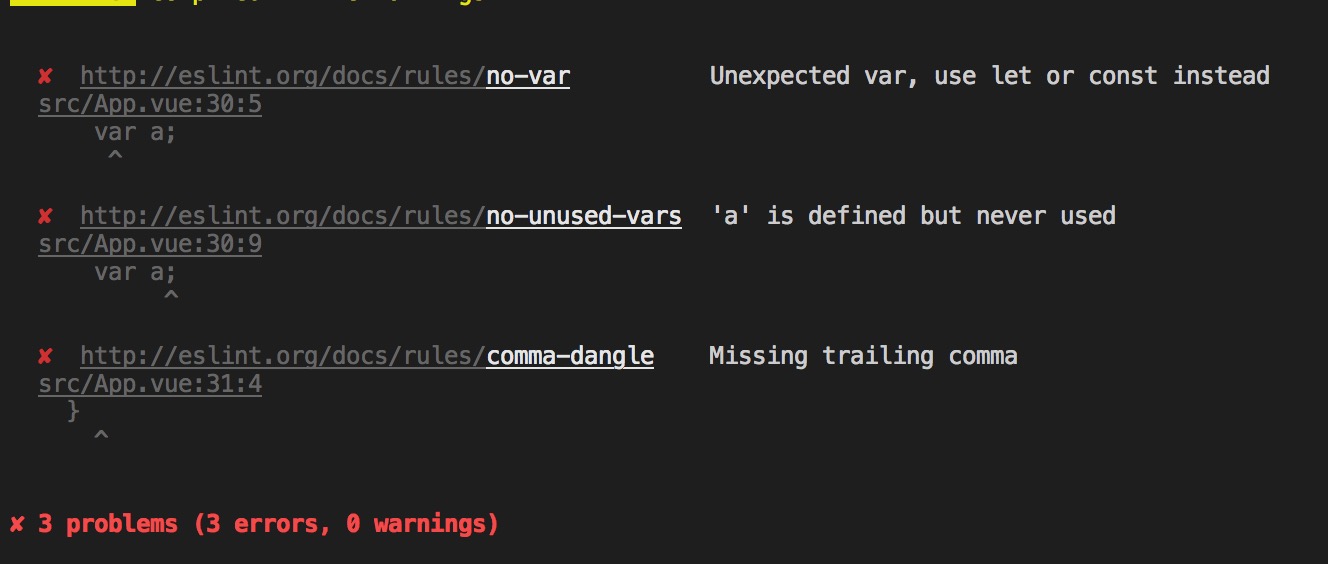 ✘  http://eslint.org/docs/rules/no-var          Unexpected var, use let or const instead
src/App.vue:30:5
    var a;
     ^
✘  http://eslint.org/docs/rules/no-unused-vars  'a' is defined but never used
src/App.vue:30:9
    var a;
         ^
✘  http://eslint.org/docs/rules/comma-dangle    Missing trailing comma
src/App.vue:31:4
  }
    ^
✘ 3 problems (3 errors, 0 warnings)